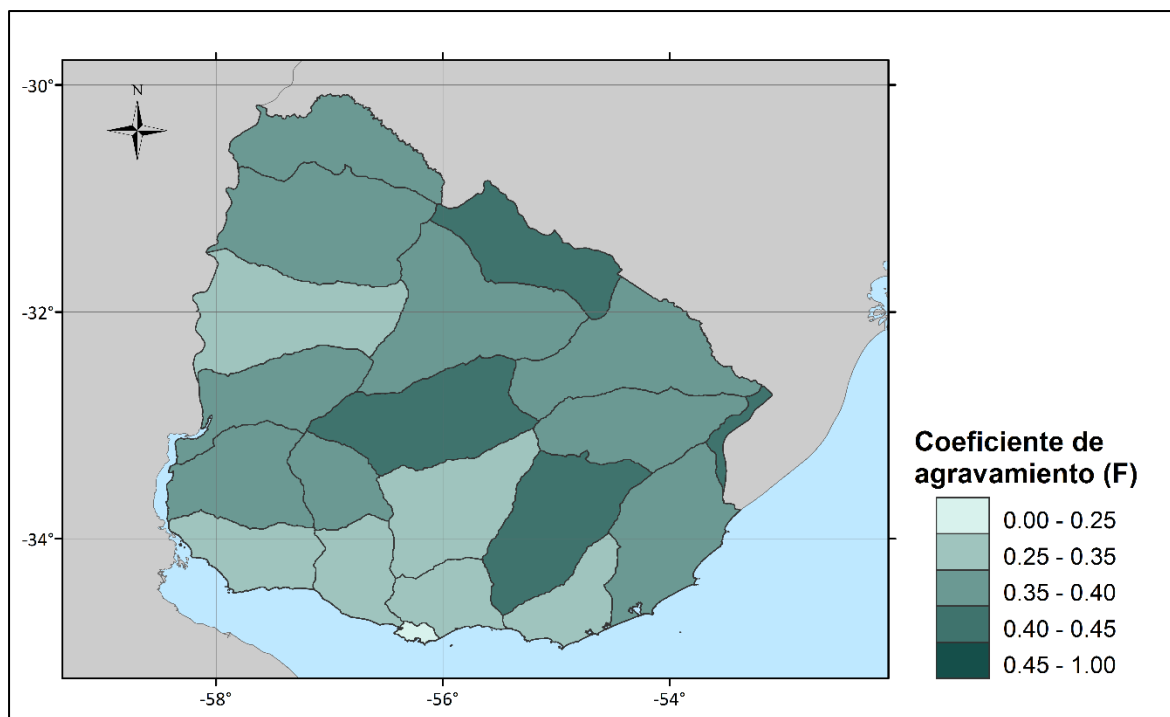 N
-30°
-32°
-34°
-58°
-56°
-54°
Coeficiente de
agravamiento (F)
0.00 - 0.25
0.25 - 0.35
0.35 - 0.40
0.40 - 0.45
0.45 - 1.00